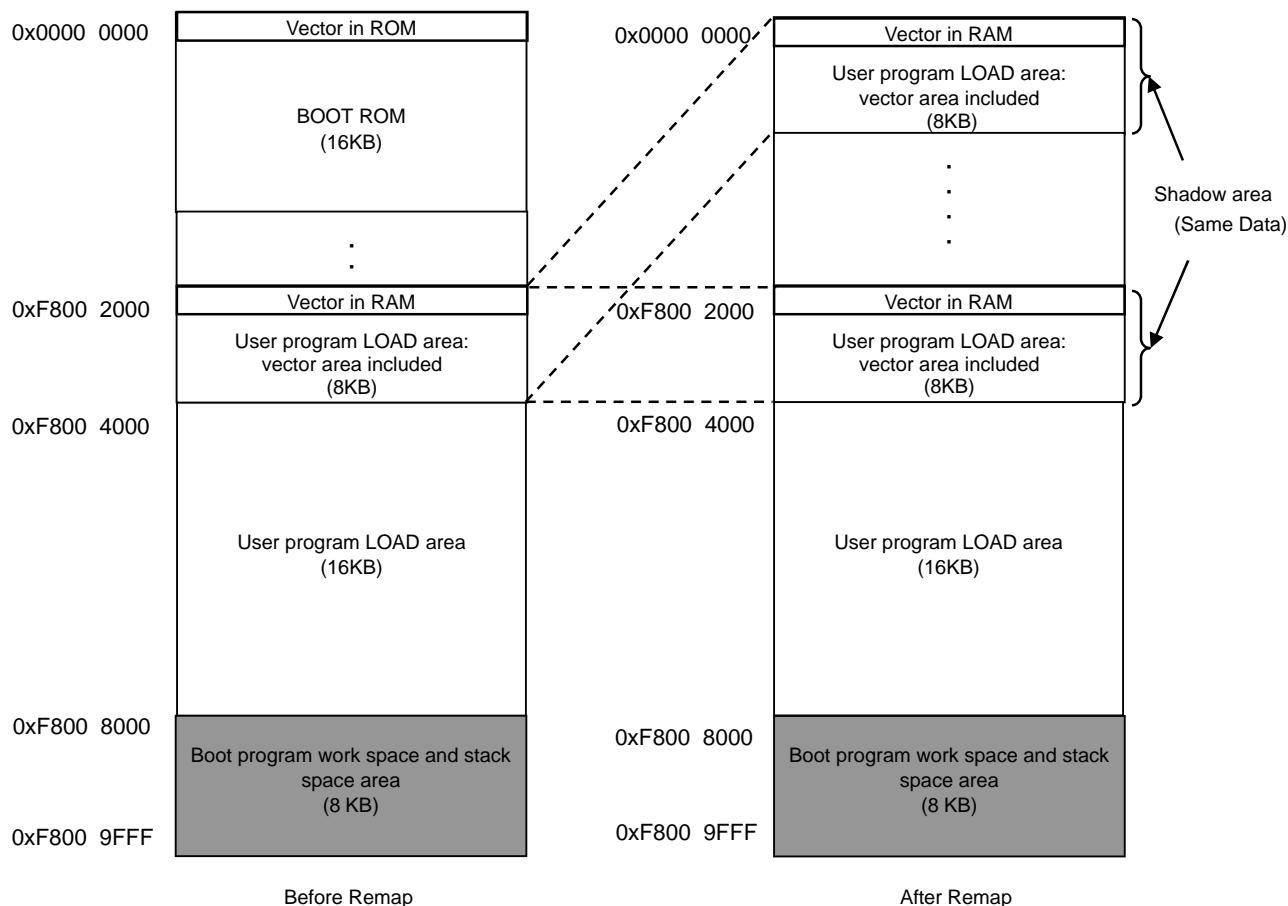 0x0000 0000
Vector in ROM
BOOT ROM
(16KB)
:
0xF800 2000
Vector in RAM
User program LOAD area:
vector area included
(8KB)
0xF800 4000
User program LOAD area
(16KB)
0xF800 8000
Boot program work space and stack
space area
(8 KB)
0xF800 9FFF
Before Remap
0x0000 0000
Vector in RAM
User program LOAD area:
vector area included
(8KB)
Shadow area
(Same Data)
0xF800 2000
Vector in RAM
User program LOAD area:
vector area included
(8KB)
0xF800 4000
User program LOAD area
(16KB)
0xF800 8000
Boot program work space and stack
space area
(8 KB)
0xF800 9FFF
After Remap